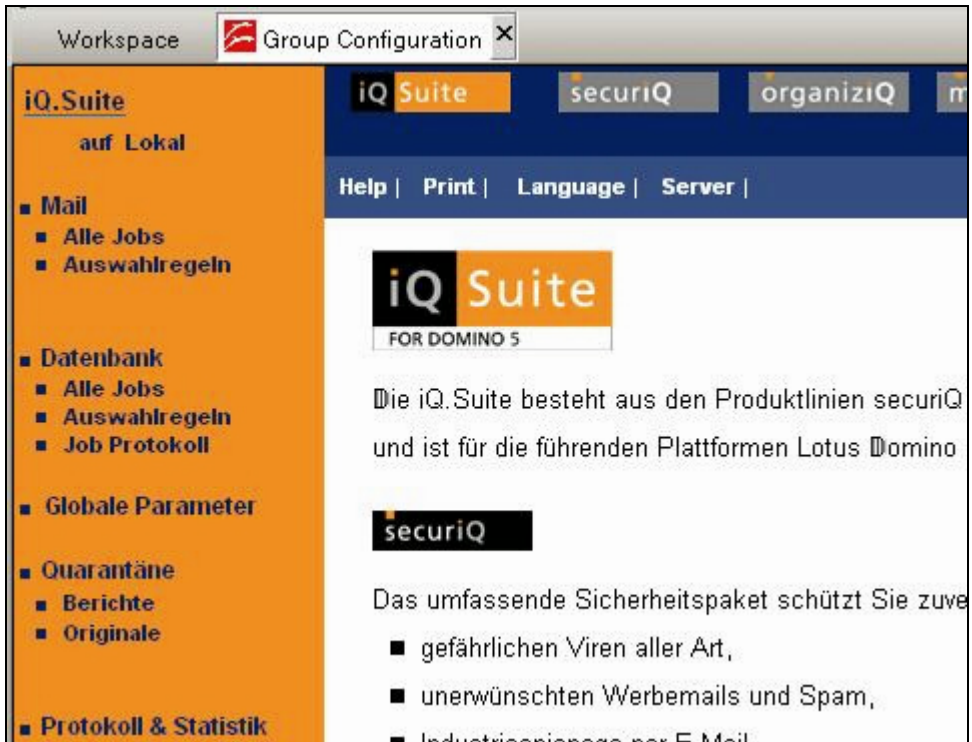 Workspace
Group Configuration
iQ.Suite
auf Lokal
Mail
Alle Jobs
Auswahlregeln
Datenbank
Alle Jobs
Auswahlregeln
Job Protokoll
Globale Parameter
Quarantäne
Berichte
Originale
Protokoll & Statistik
iQ Suite
securiQ
organiziQ
Help | Print | Language | Server |
iQ Suite
FOR DOMINO 5
Die iQ.Suite besteht aus den Produktlinien securiQ
und ist für die führenden Plattformen Lotus Domino
securiQ
Das umfassende Sicherheitspaket schützt Sie zuve
gefährlichen Viren aller Art,
unerwünschten Werbemails und Spam,
Industriespionage per E-Mail